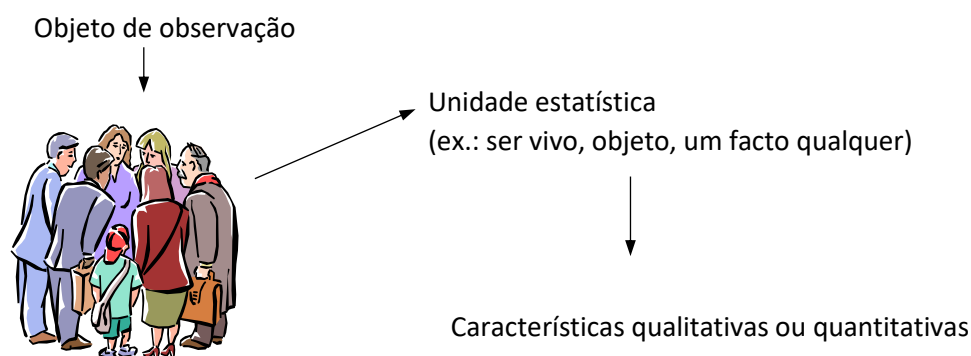 Objeto de observação
Unidade estatística
(ex.: ser vivo, objeto, um facto qualquer)
Características qualitativas ou quantitativas